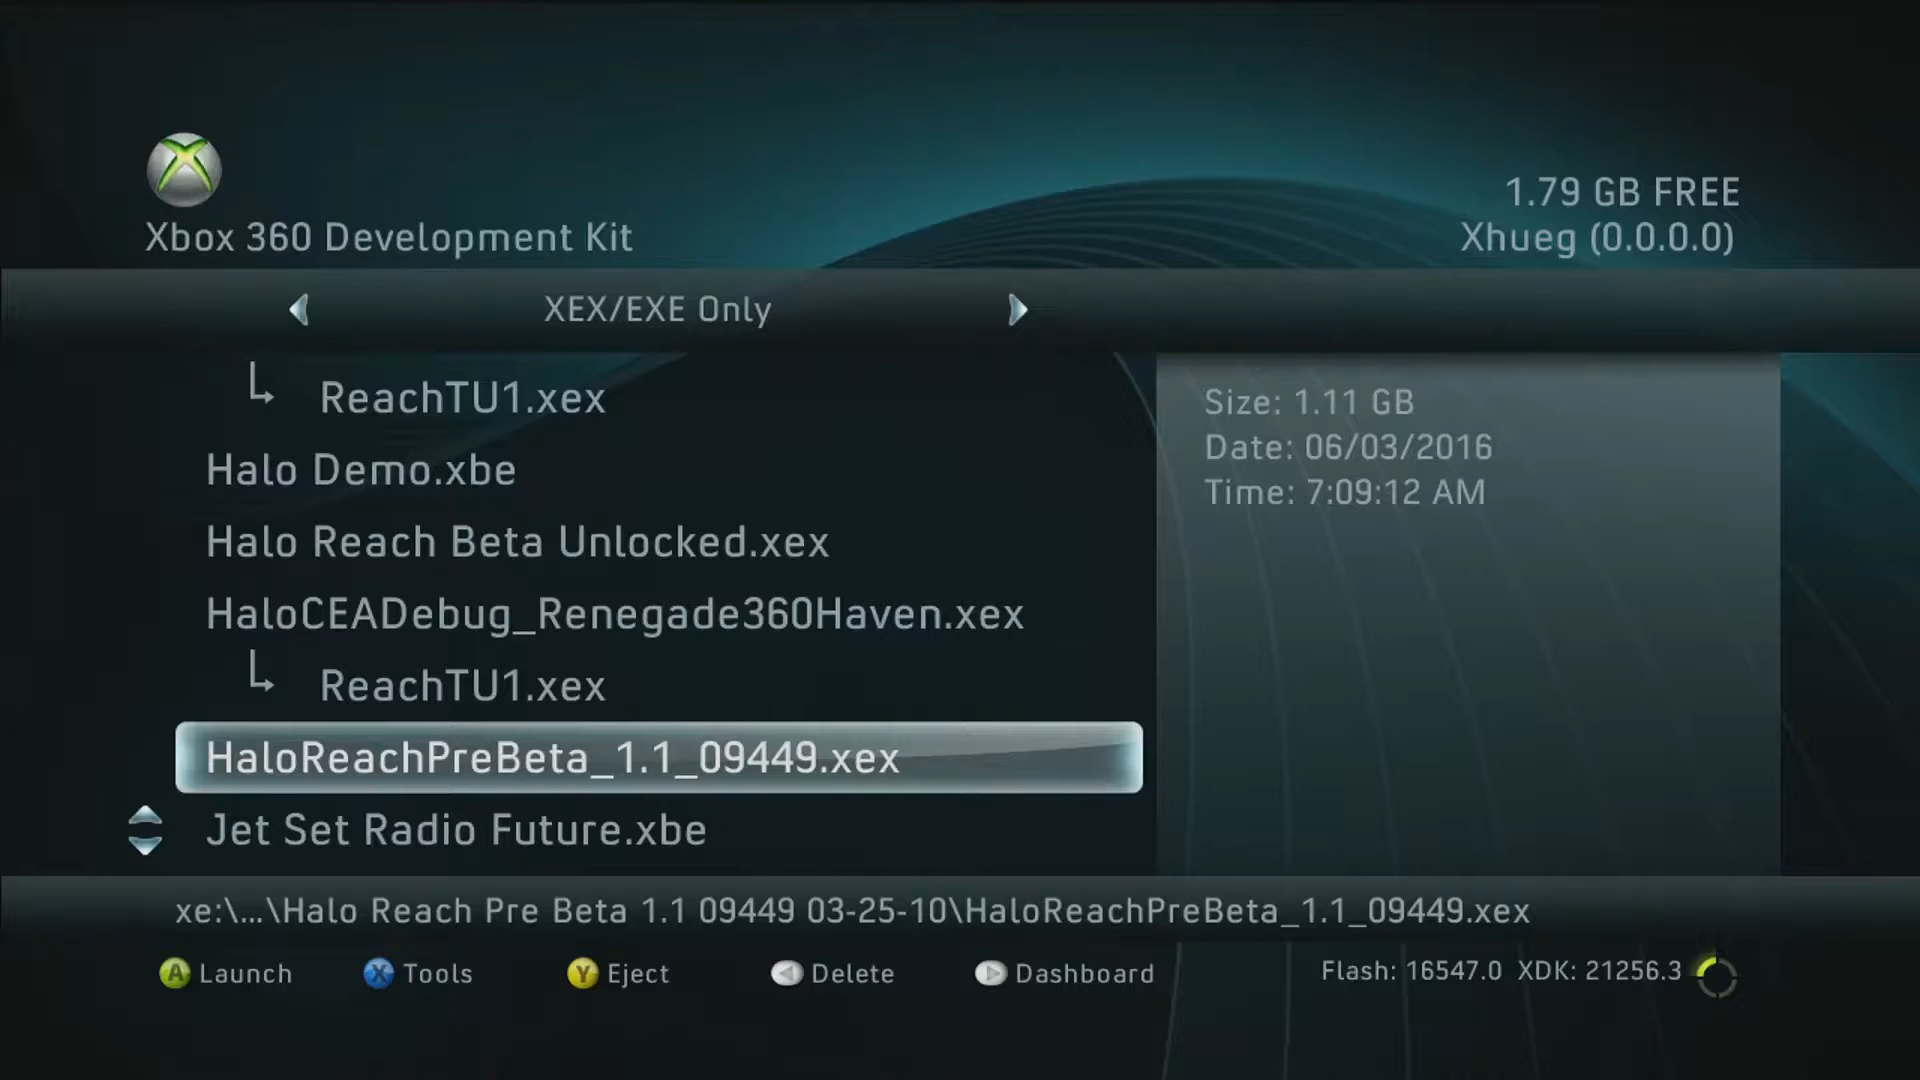 Xbox 360 Development Kit
1.79 GB FREE
Xhueg (0.0.0.0)
XEX/EXE Only
ReachTU1.xex
Halo Demo.xbe
Halo Reach Beta Unlocked.xex
HaloCEADebug_Renegade360Haven.xex
ReachTU1.xex
HaloReachPreBeta_1.1_09449.xex
Jet Set Radio Future.xbe
Size: 1.11 GB
Date: 06/03/2016
Time: 7:09:12 AM
xe:\...\Halo Reach Pre Beta 1.1 09449 03-25-10\HaloReachPreBeta_1.1_09449.xex
A Launch X Tools Y Eject Delete Dashboard Flash: 16547.0 XDK: 21256.3